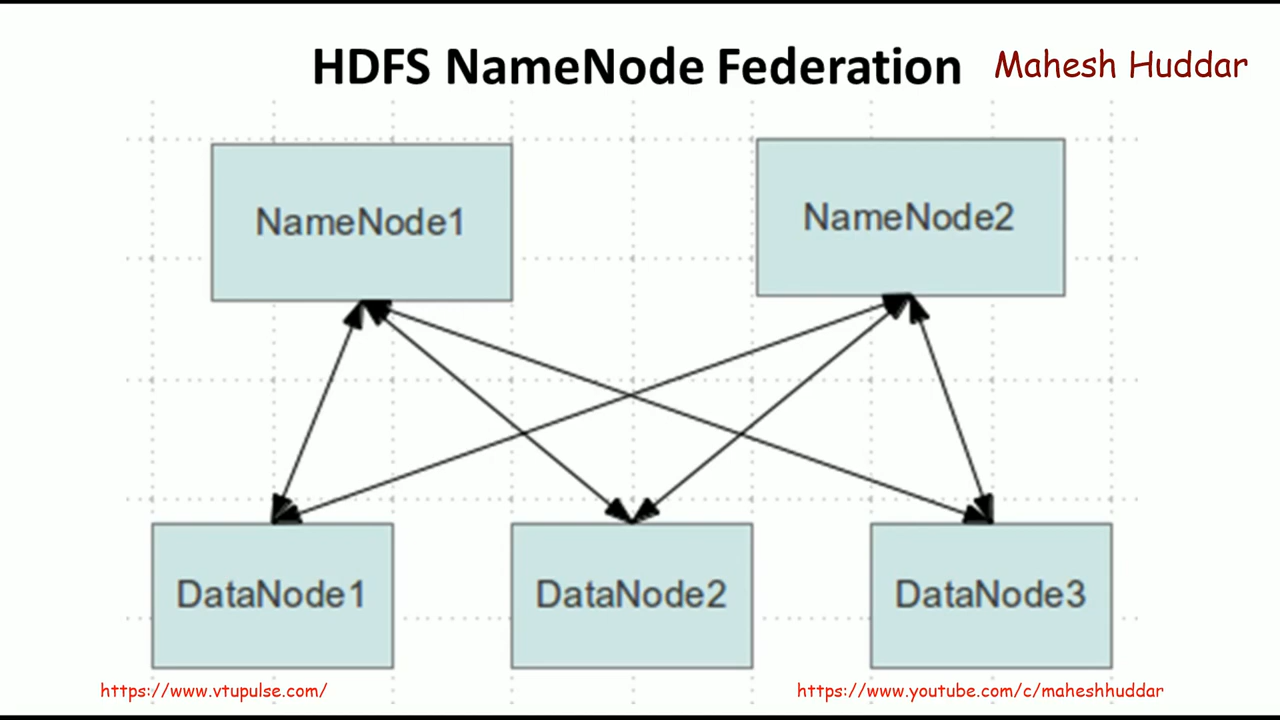 HDFS NameNode Federation
Mahesh Huddar
NameNode1
NameNode2
DataNode1
DataNode2
DataNode3
https://www.vtupulse.com/
https://www.youtube.com/c/maheshhuddar